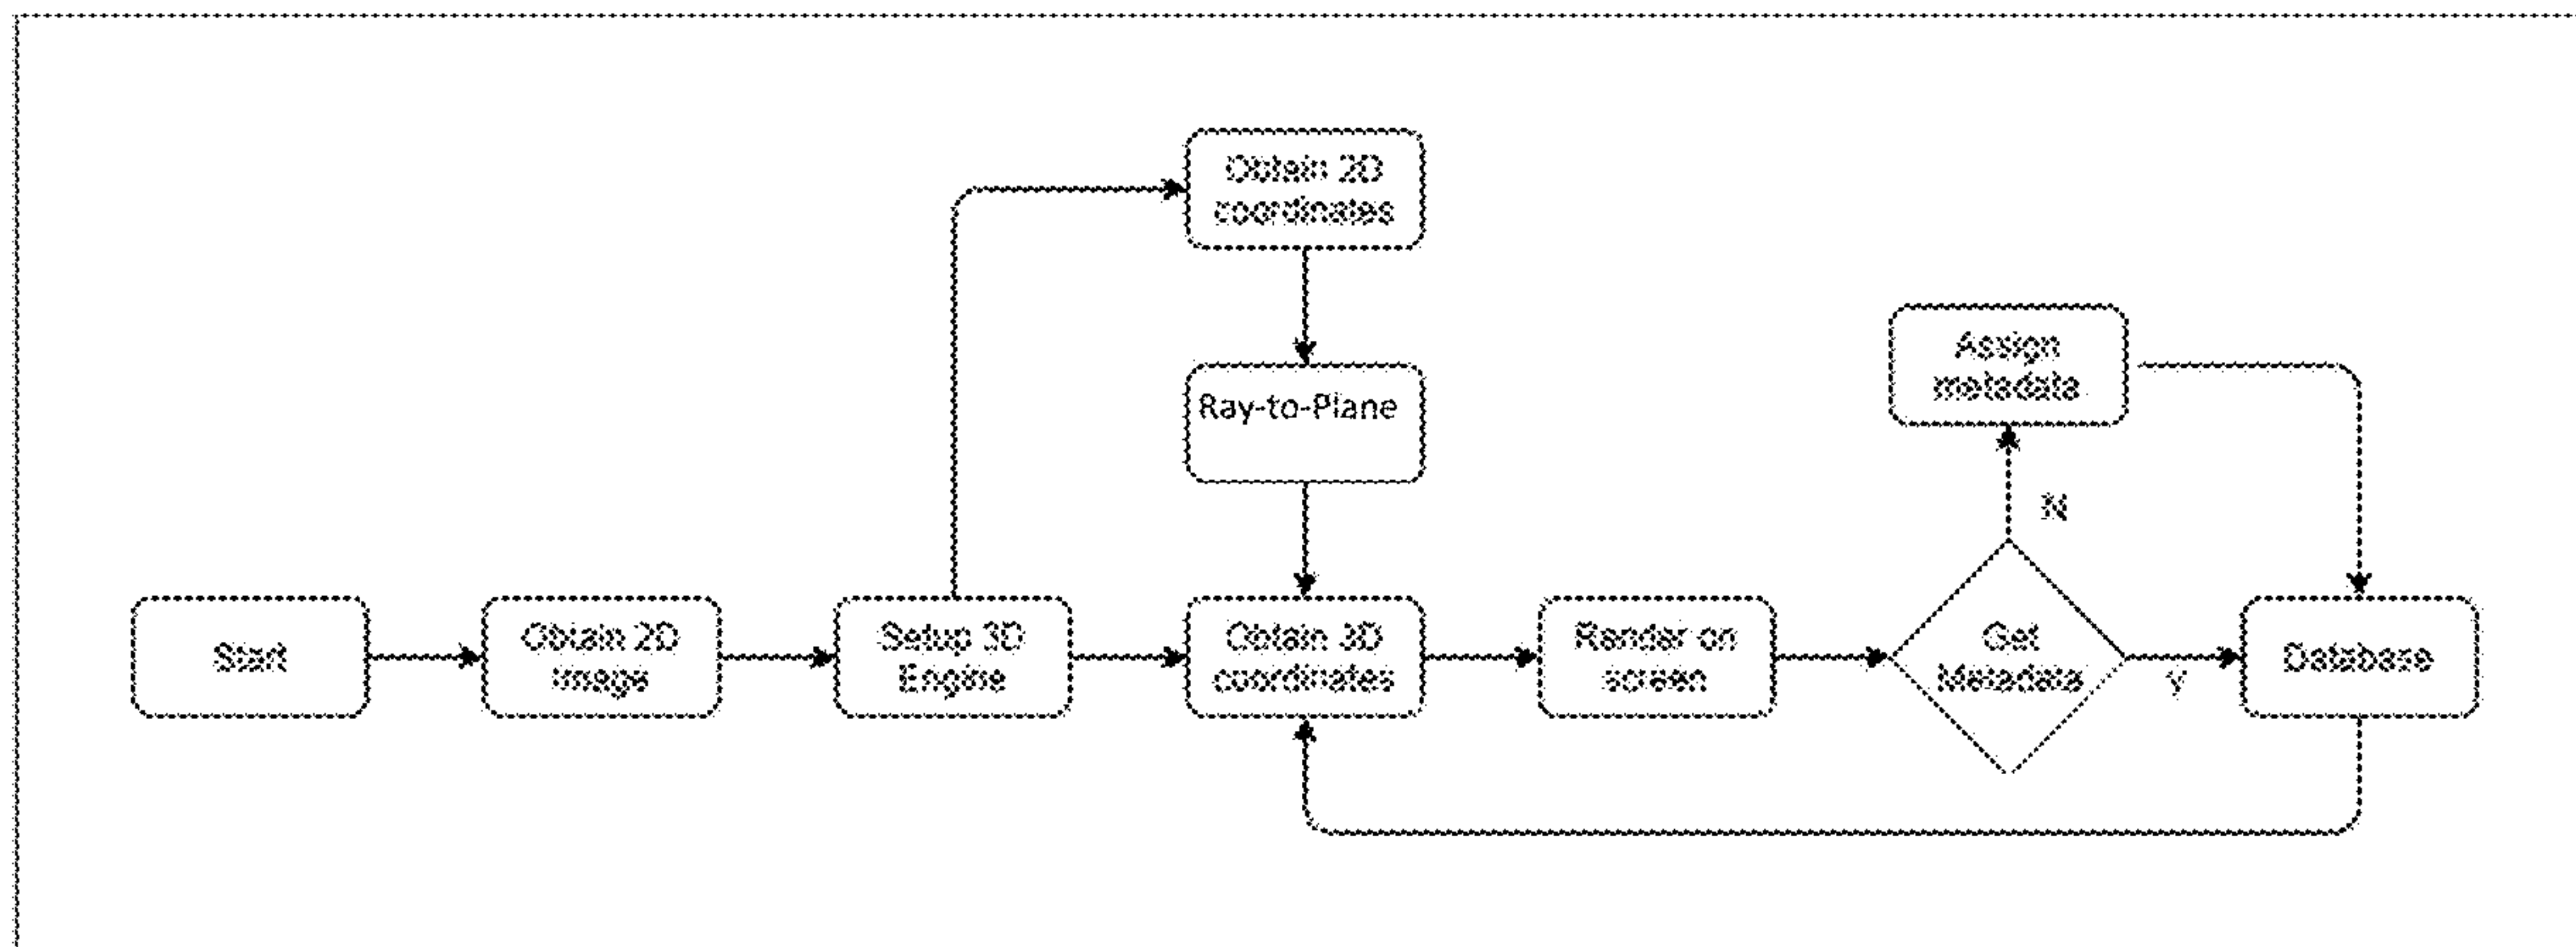 Obtain 2D
coordinates
Ray-to-Plane
Assign
metadata
N
Start
Obtain 2D
image
Setup 3D
Engine
Obtain 3D
coordinates
Render on
screen
Get
Metadata
Y
Database